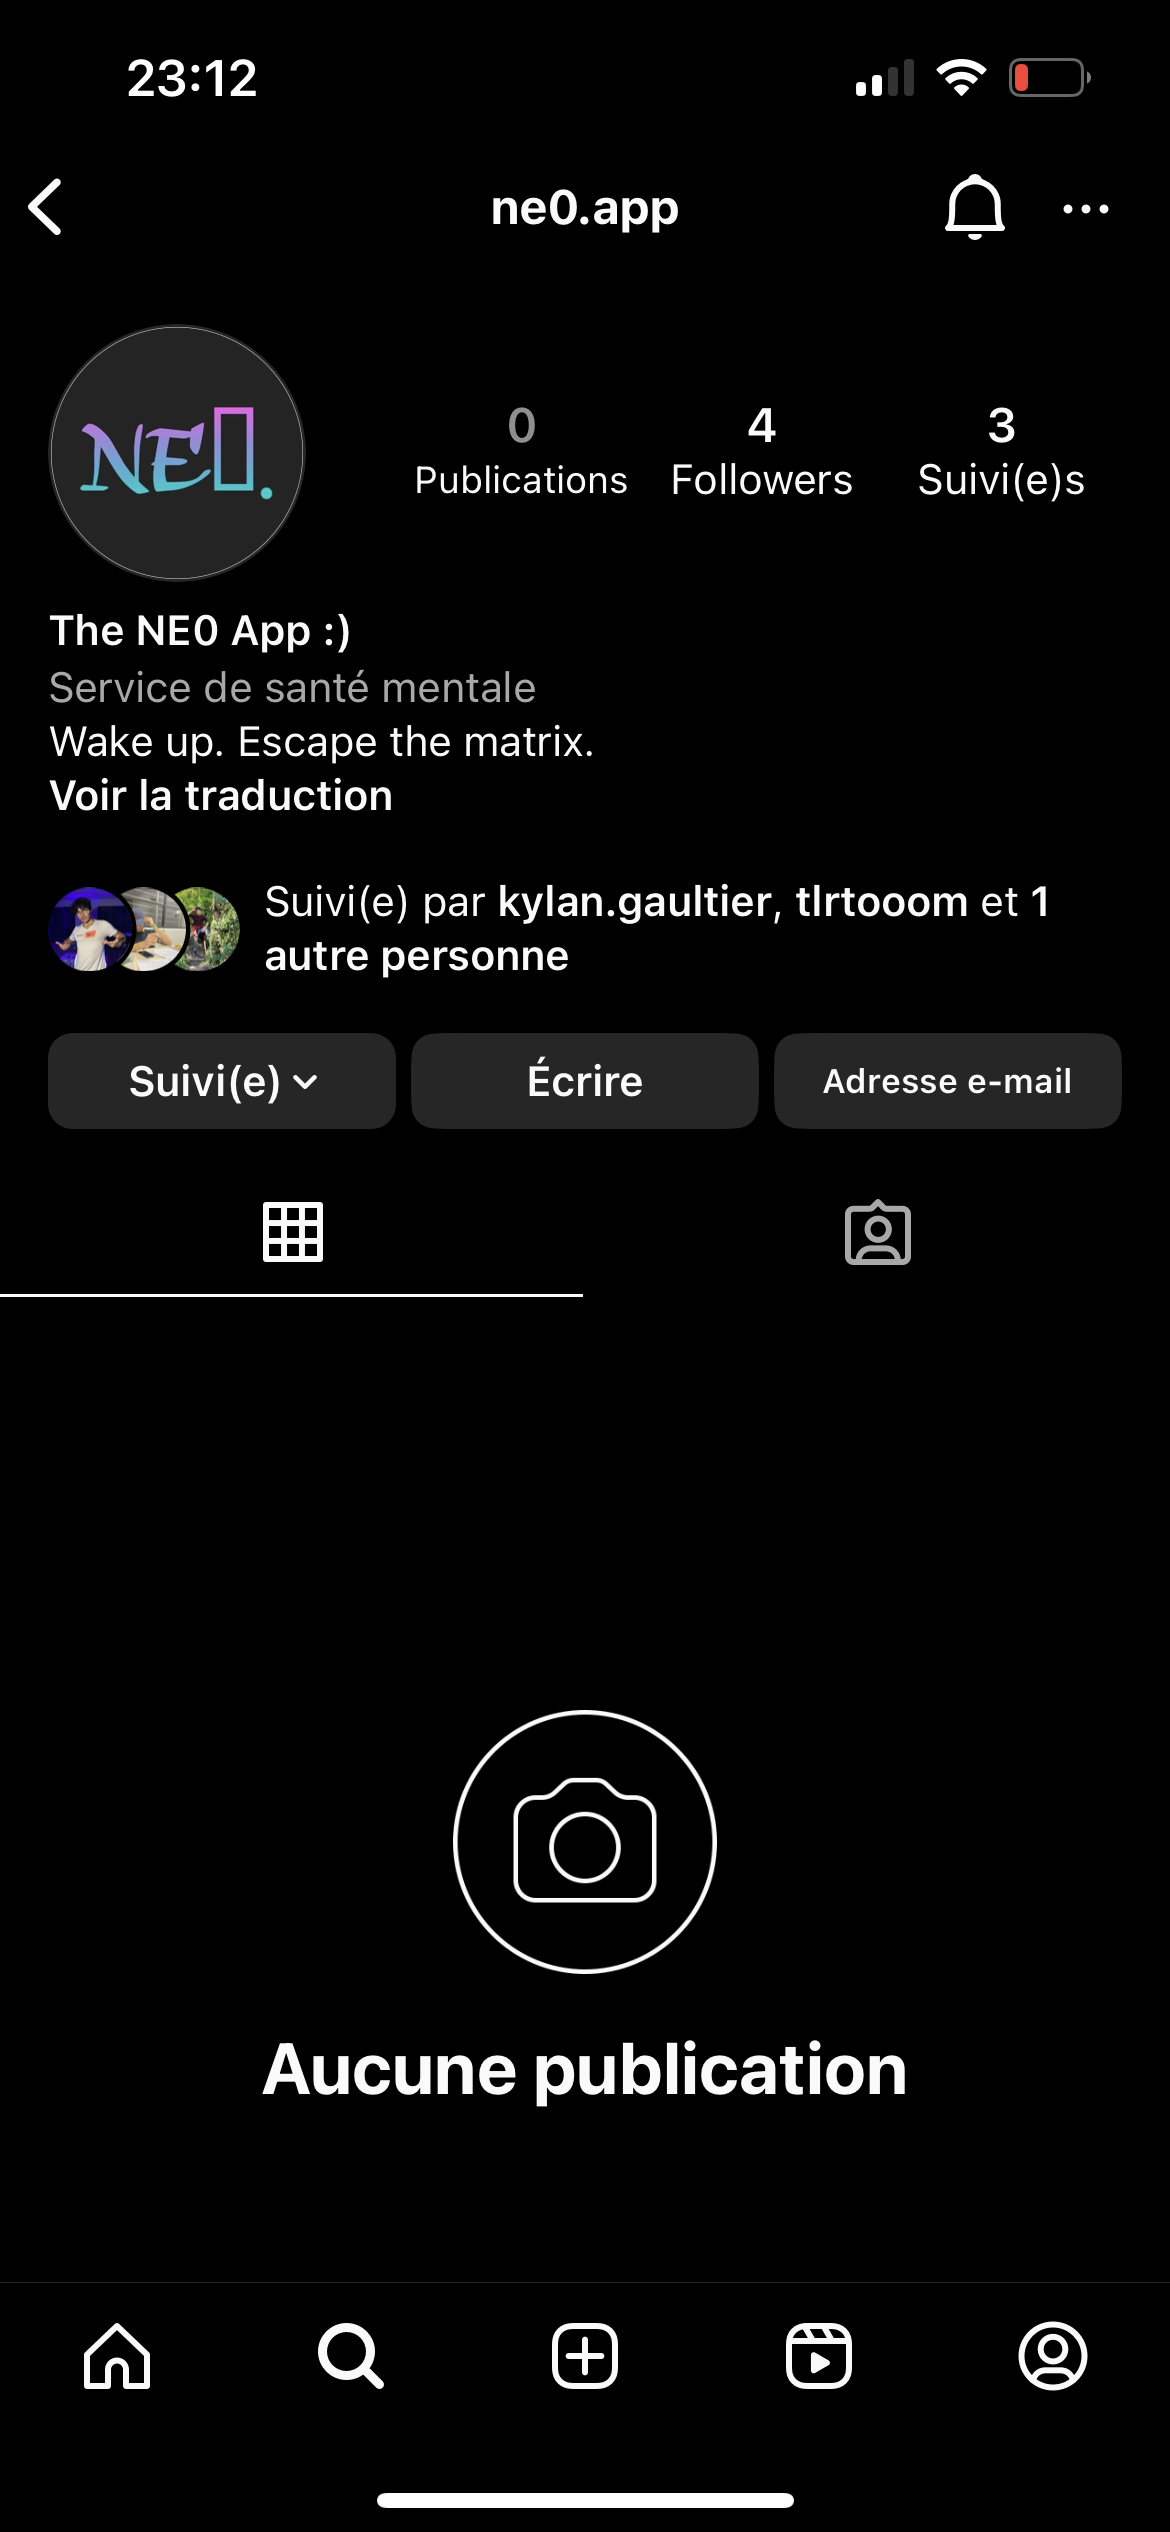 23:12
ne0.app
NE▯.
0
Publications
4
Followers
3
Suivi(e)s
The NE0 App :)
Service de santé mentale
Wake up. Escape the matrix.
Voir la traduction
Suivi(e) par kylan.gaultier, tlrtooom et 1
autre personne
Suivi(e)
Écrire
Adresse e-mail
Aucune publication